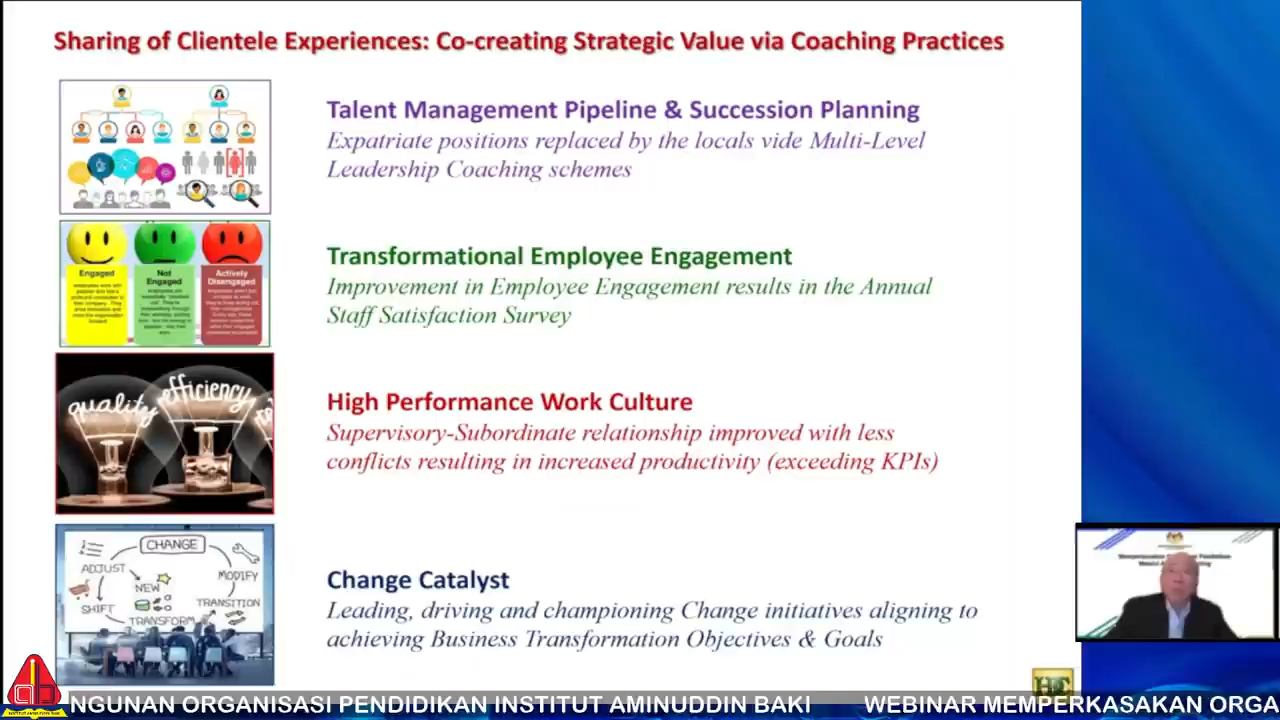 Sharing of Clientele Experiences: Co-creating Strategic Value via Coaching Practices
Talent Management Pipeline & Succession Planning
Expatriate positions replaced by the locals vide Multi-Level
Leadership Coaching schemes
Engaged
Not
Engaged
Actively
Disengaged
Transformational Employee Engagement
Improvement in Employee Engagement results in the Annual
Staff Satisfaction Survey
quality
efficiency
High Performance Work Culture
Supervisory-Subordinate relationship improved with less
conflicts resulting in increased productivity (exceeding KPIs)
CHANGE
ADJUST
NEW
MODIFY
SHIFT
TRANSITION
TRANSFORM
Change Catalyst
Leading, driving and championing Change initiatives aligning to
achieving Business Transformation Objectives & Goals
NGUNAN ORGANISASI PENDIDIKAN INSTITUT AMINUDDIN BAKI WEBINAR MEMPERKASAKAN ORGA